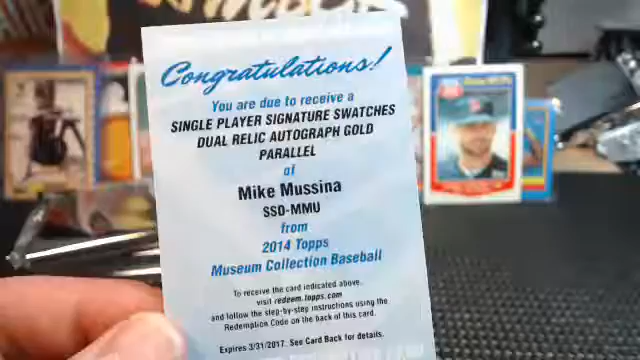 Congratulations!
You are due to receive a
SINGLE PLAYER SIGNATURE SWATCHES
DUAL RELIC AUTOGRAPH GOLD
PARALLEL
of
Mike Mussina
SSD-MMU
from
2014 Topps
Museum Collection Baseball
To receive the card indicated above,
visit redeem.topps.com
and follow the step-by-step instructions using the
Redemption Code on the back of this card.
Expires 3/31/2017. See Card Back for details.